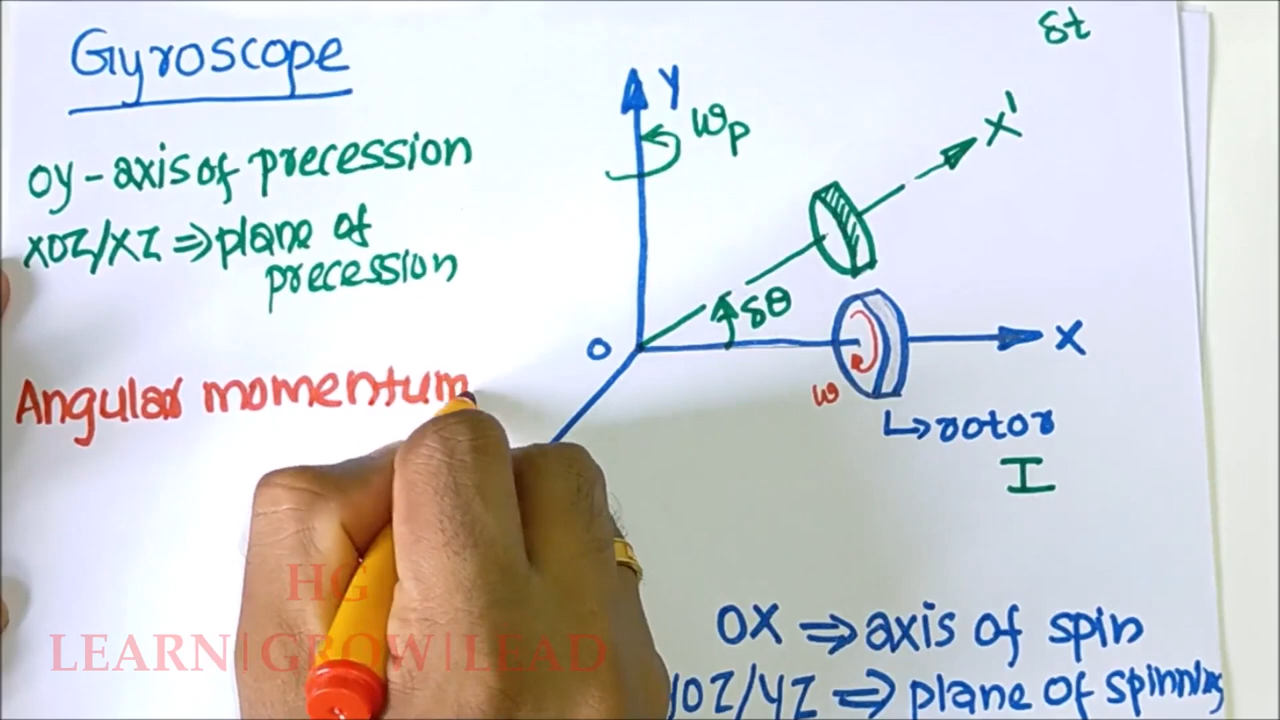 Gyroscope
oy - axis of precession
XOZ/XZ ⇒ plane of
precession
Angular momentum
δt
Y
ωp
X'
δθ
O
X
ω
↳ rotor
I
OX ⇒ axis of spin
YOZ/YZ ⇒ plane of spinning
HG
LEARN|GROW|LEAD